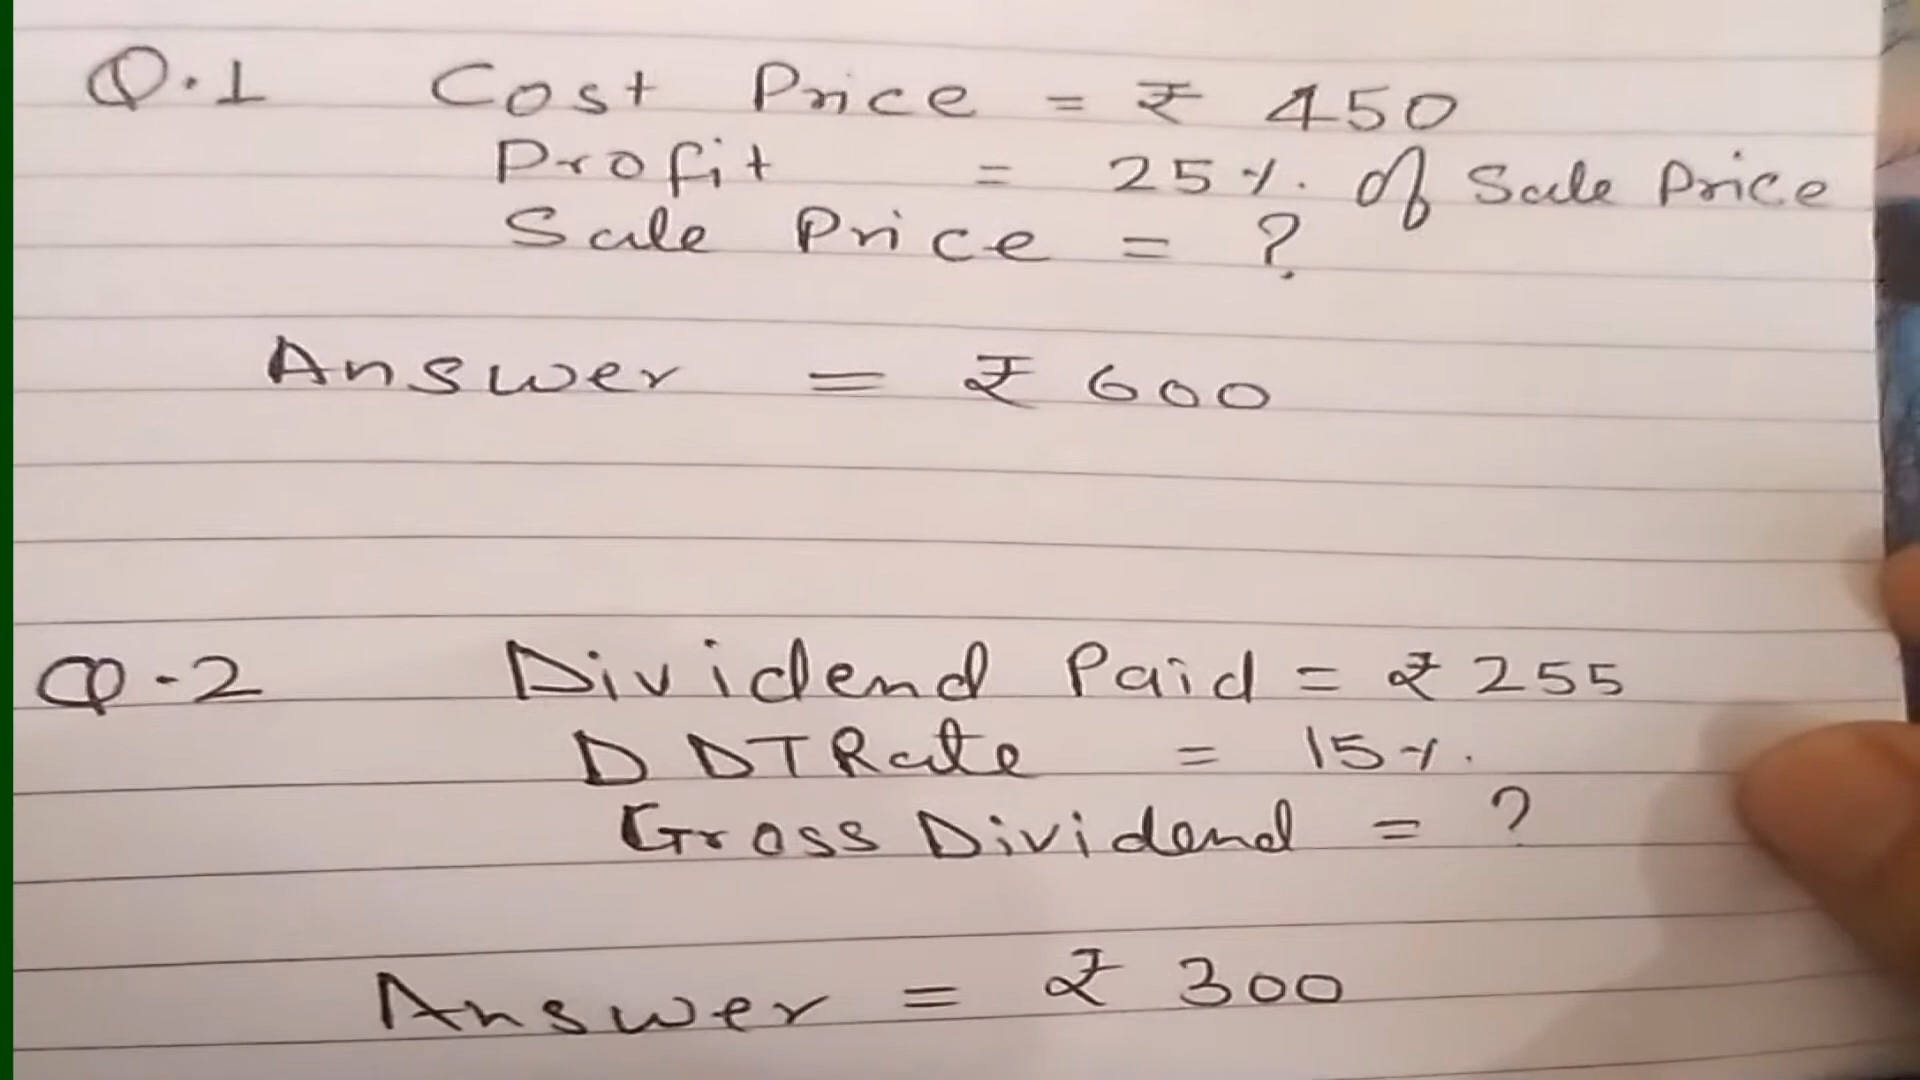 Q.1 Cost Price = ₹ 450
Profit = 25%. of Sale Price
Sale Price = ?
Answer = ₹ 600
Q-2 Dividend Paid = ₹ 255
DDT Rate = 15%.
Gross Dividend = ?
Answer = ₹ 300